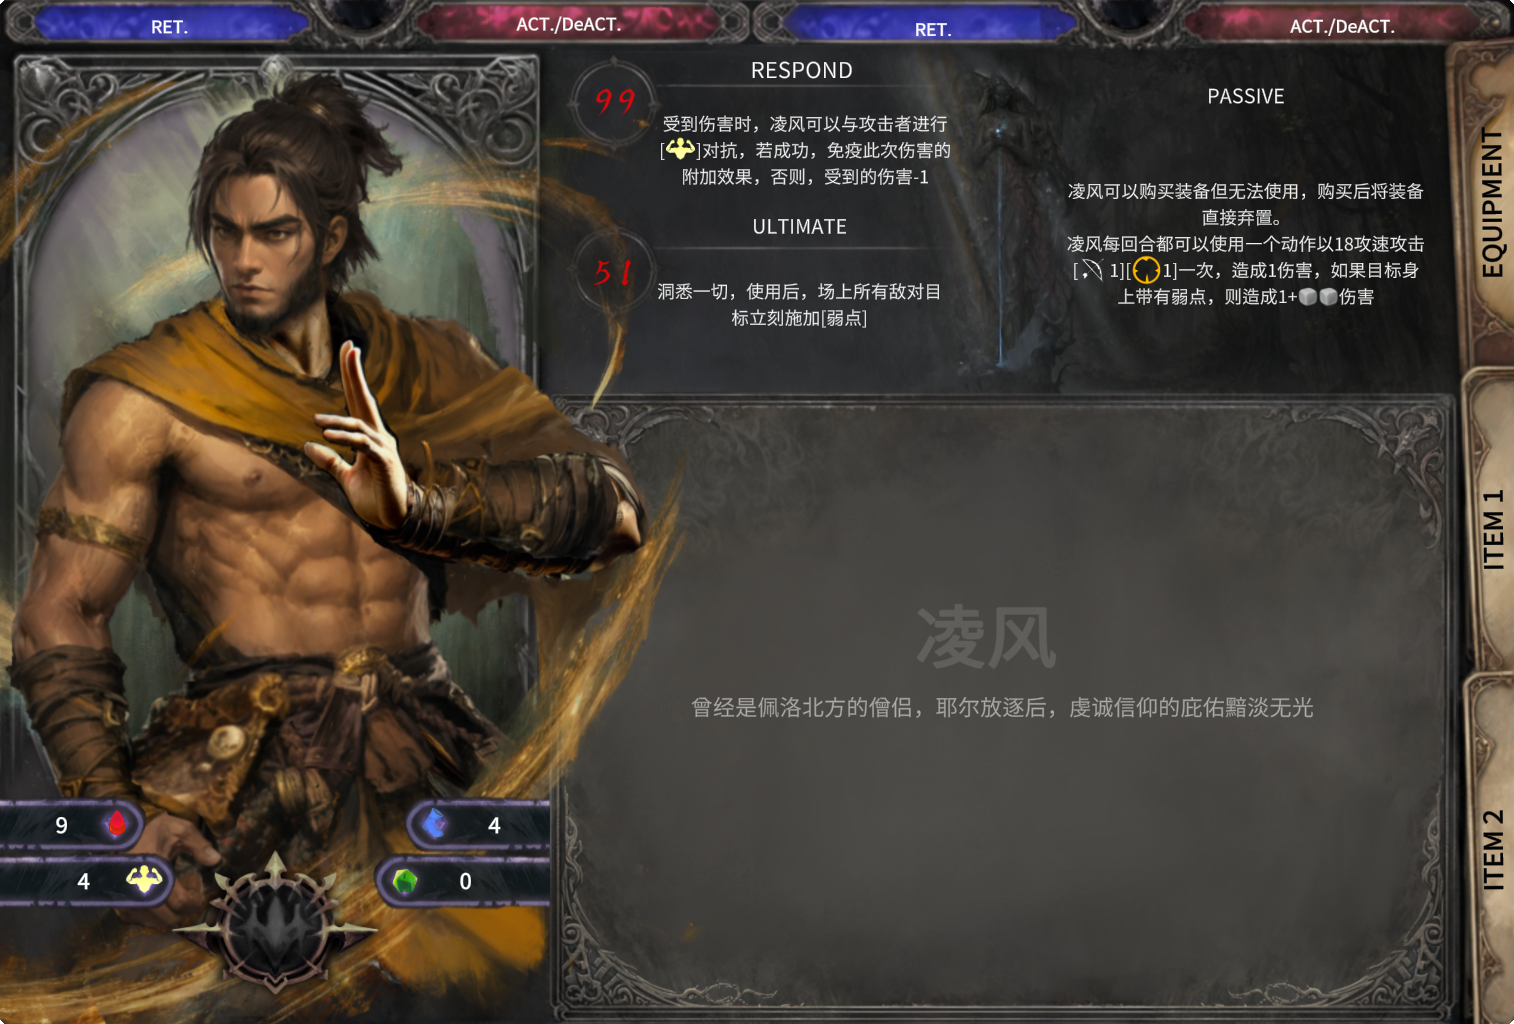 RET.
ACT./DeACT.
RET.
ACT./DeACT.
99
RESPOND
受到伤害时，凌风可以与攻击者进行
[]对抗，若成功，免疫此次伤害的
附加效果，否则，受到的伤害-1
51
ULTIMATE
洞悉一切，使用后，场上所有敌对目
标立刻施加[弱点]
PASSIVE
凌风可以购买装备但无法使用，购买后将装备
直接弃置。
凌风每回合都可以使用一个动作以18攻速攻击
[ 1][ 1]一次，造成1伤害，如果目标身
上带有弱点，则造成1+伤害
EQUIPMENT
ITEM 1
ITEM 2
凌风
曾经是佩洛北方的僧侣，耶尔放逐后，虔诚信仰的庇佑黯淡无光
9
4
4
0